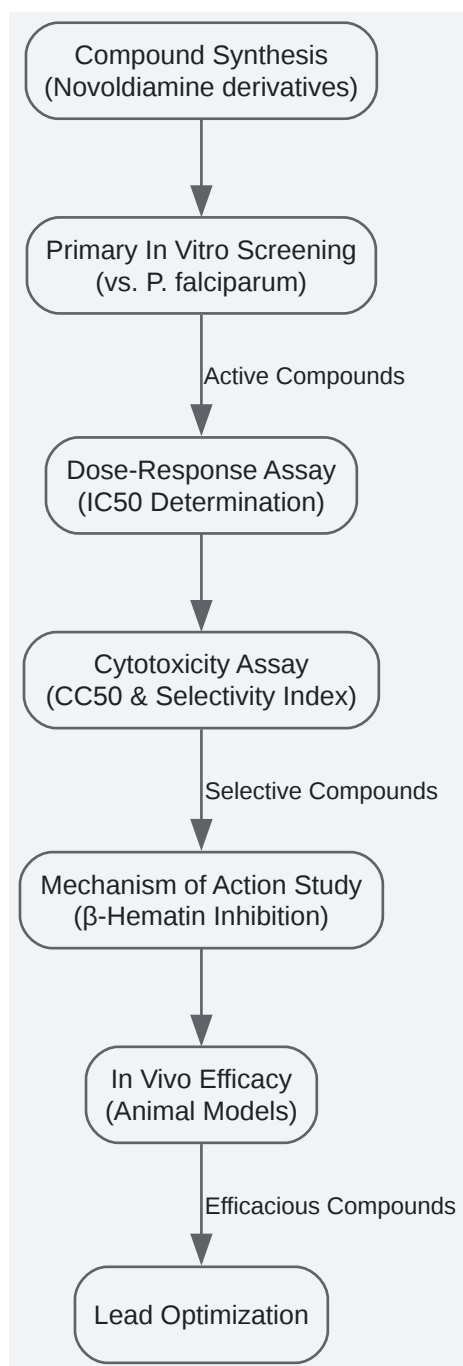 Compound Synthesis
(Novoldiamine derivatives)
Primary In Vitro Screening
(vs. P. falciparum)
Active Compounds
Dose-Response Assay
(IC50 Determination)
Cytotoxicity Assay
(CC50 & Selectivity Index)
Selective Compounds
Mechanism of Action Study
(β-Hematin Inhibition)
In Vivo Efficacy
(Animal Models)
Efficacious Compounds
Lead Optimization